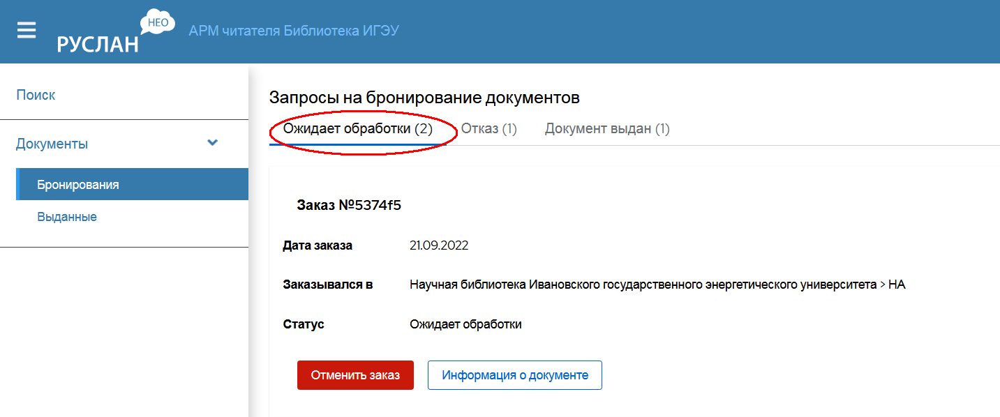 РУСЛАН НЕО АРМ читателя Библиотека ИГЭУ
Поиск
Документы
Бронирования
Выданные
Запросы на бронирование документов
Ожидает обработки (2) Отказ (1) Документ выдан (1)
Заказ №5374f5
Дата заказа 21.09.2022
Заказывался в Научная библиотека Ивановского государственного энергетического университета > НА
Статус Ожидает обработки
Отменить заказ Информация о документе